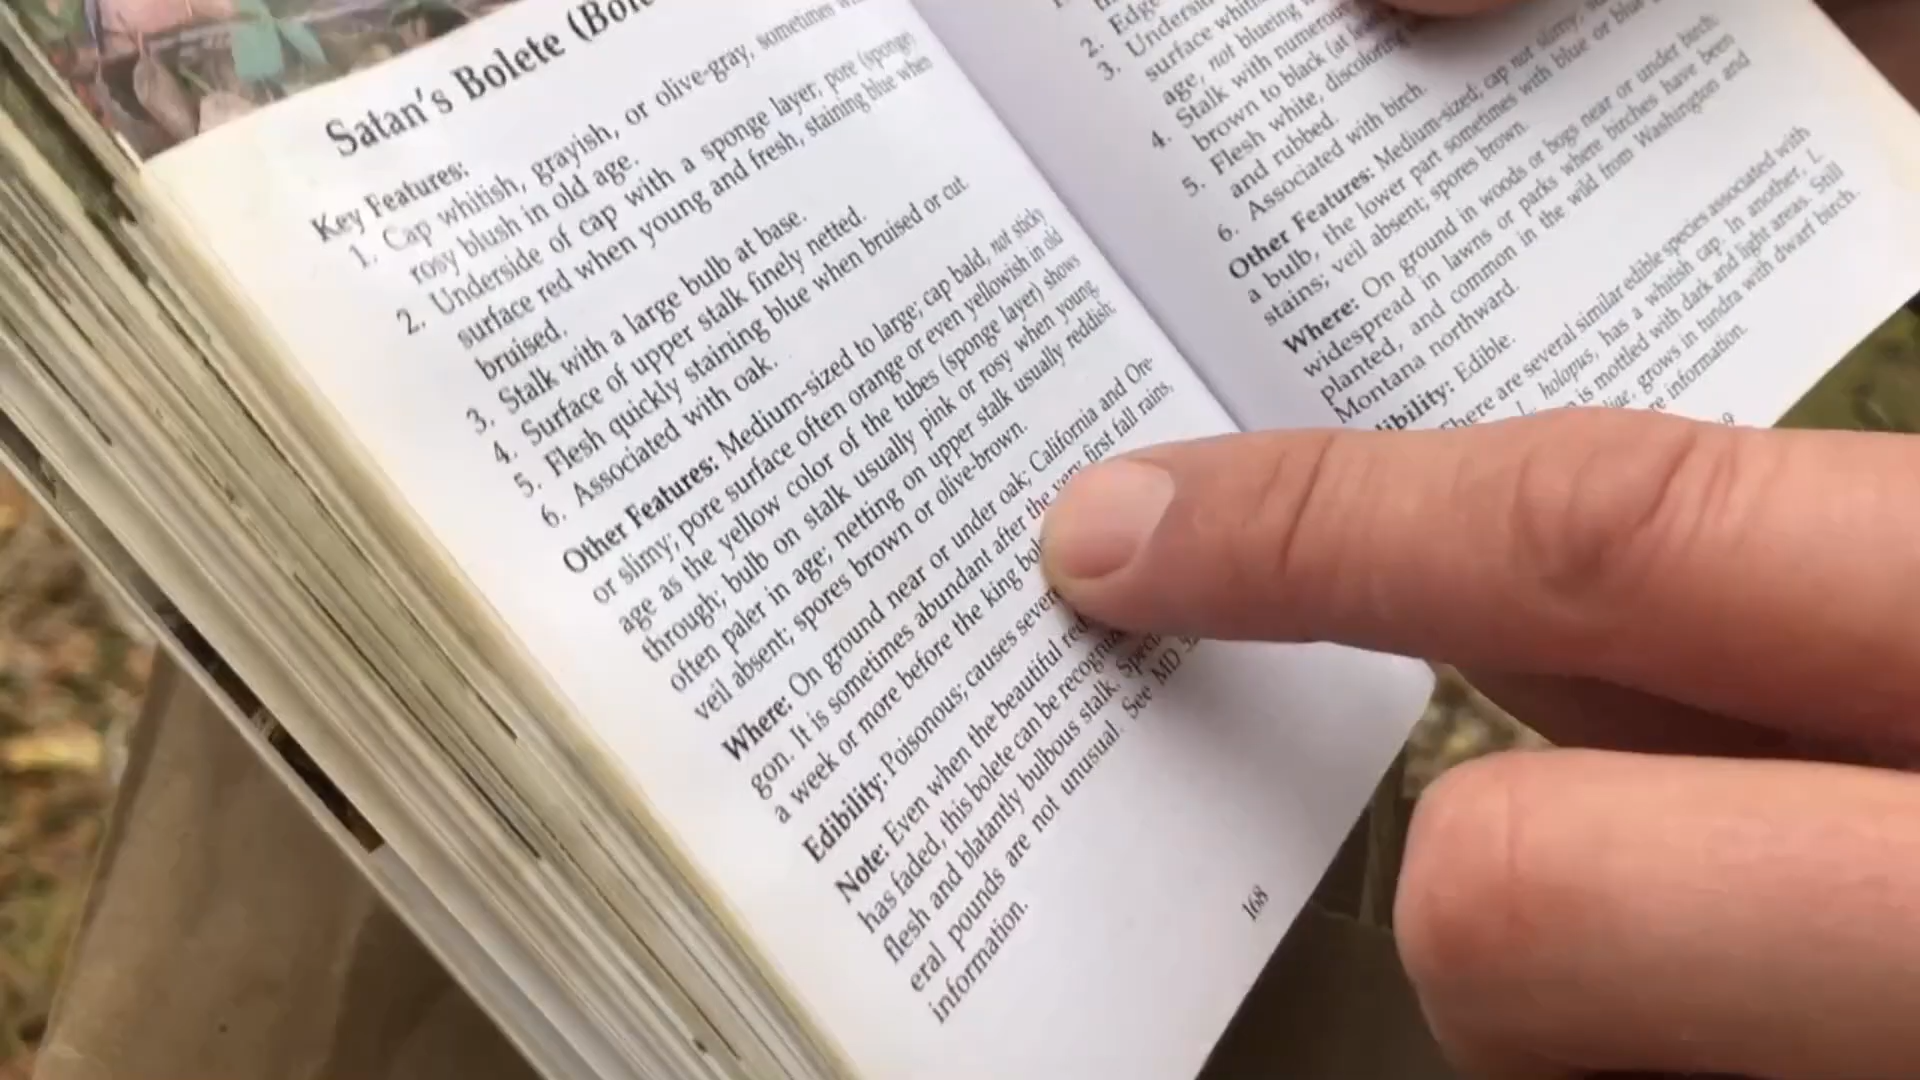 Satan's Bolete
Key Features:
1. Cap whitish, grayish, or olive-gray, sometimes
rosy blush in old age.
2. Underside of cap with a sponge layer; pore (sponge)
surface red when young and fresh, staining blue when
bruised.
3. Stalk with a large bulb at base.
4. Surface of upper stalk finely netted.
5. Flesh quickly staining blue when bruised or cut.
6. Associated with oak.
Other Features: Medium-sized to large; cap bald, not sticky
or slimy; pore surface often orange or even yellowish in old
age as the yellow color of the tubes (sponge layer) shows
through; bulb on stalk usually pink or rosy when young,
often paler in age; netting on upper stalk usually reddish;
veil absent; spores brown or olive-brown.
Where: On ground near or under oak; California and Ore-
gon. It is sometimes abundant after the very first fall rains,
a week or more before the king
Edibility: Poisonous; causes
Note: Even when the beautiful red
has faded, this bolete can be
flesh and blatantly bulbous stalk.
eral pounds are not unusual. See MD
information.
168
2. Edge
3.
surface
age, not blueing
4. Stalk with numerous
brown to black
5. Flesh white, discoloring
and rubbed.
6. Associated with birch.
Other Features: Medium-sized; cap not slimy,
a bulb, the lower part sometimes with blue or blue
stains; veil absent; spores brown.
Where: On ground in woods or bogs near or under birch;
widespread in lawns or parks where birches have been
planted, and common in the wild from Washington and
Montana northward.
Edible.
There are several similar edible species associated with
L. holopus, has a whitish cap. In another, L.
is mottled with dark and light areas. Still
grows in tundra with dwarf birch.
information.